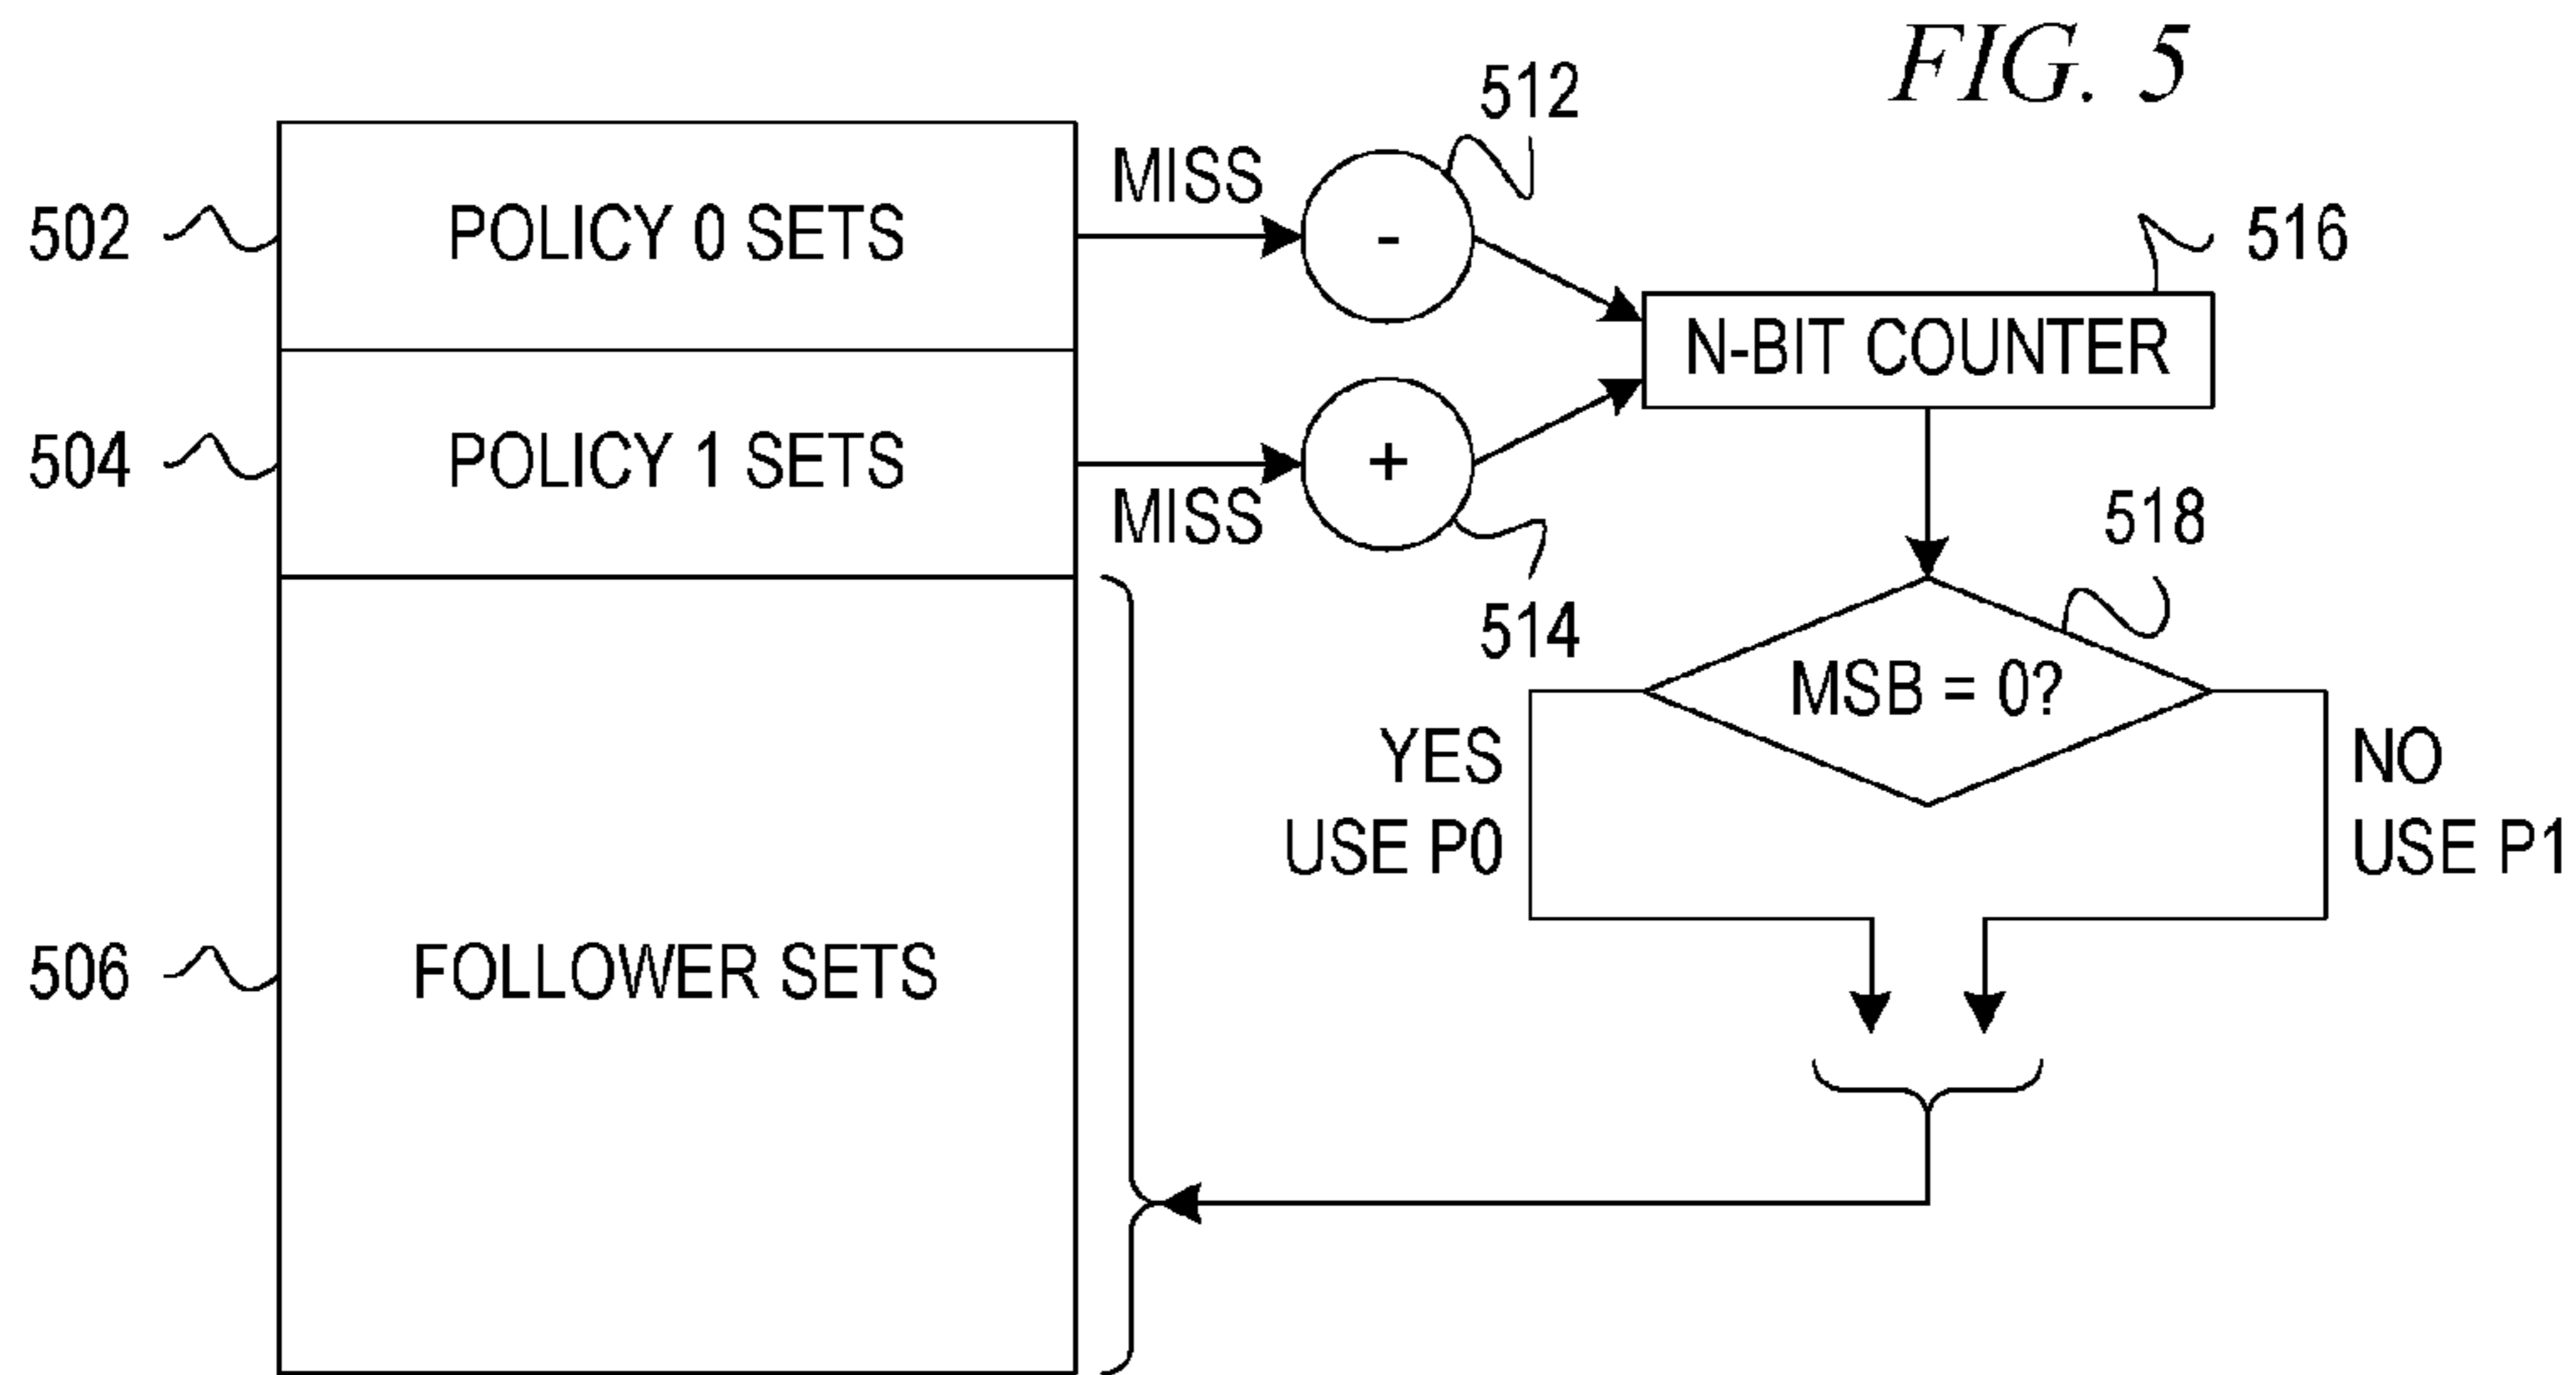 FIG. 5
512
MISS
502
POLICY 0 SETS
-
516
N-BIT COUNTER
504
POLICY 1 SETS
+
MISS
518
514
MSB = 0?
YES
USE P0
NO
USE P1
506
FOLLOWER SETS